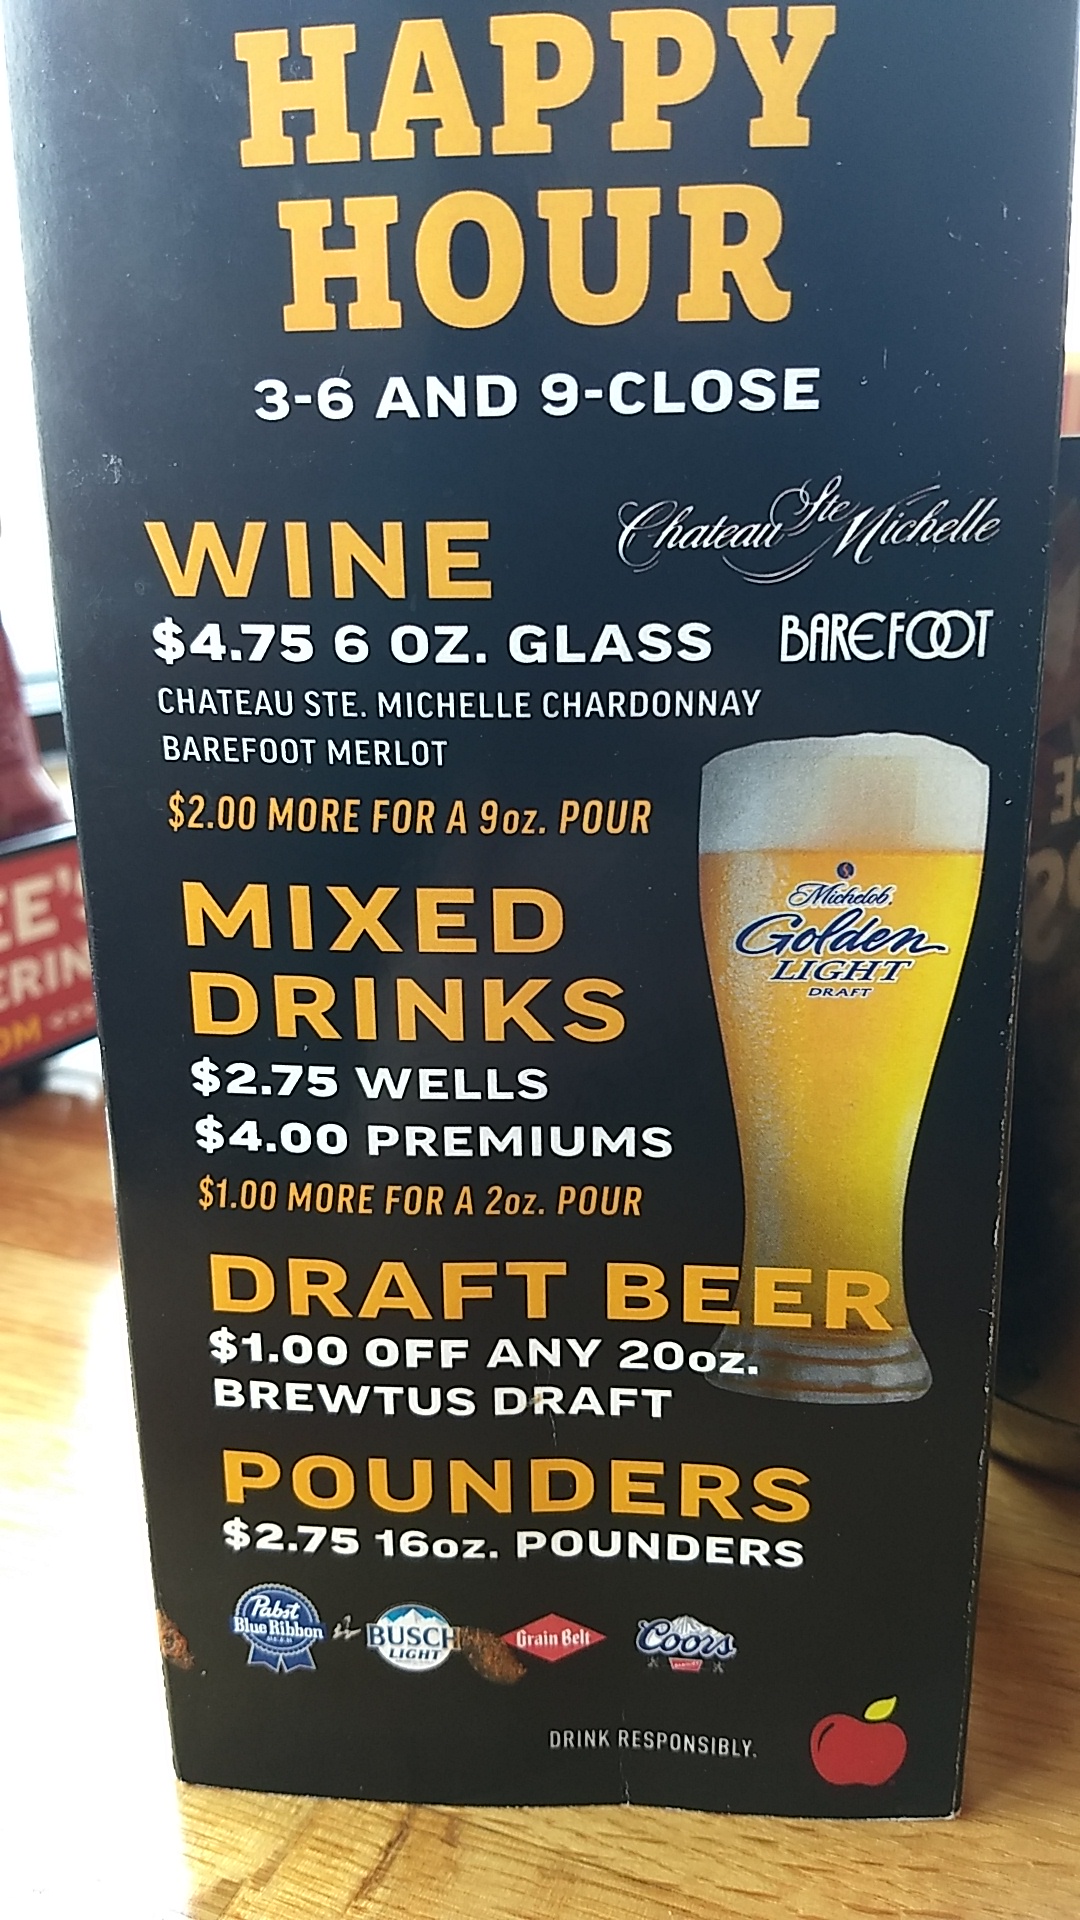 HAPPY
HOUR
3-6 AND 9-CLOSE
Chateau Ste Michelle
WINE
$4.75 6 OZ. GLASS
BAREFOOT
CHATEAU STE. MICHELLE CHARDONNAY
BAREFOOT MERLOT
$2.00 MORE FOR A 9oz. POUR
MIXED
DRINKS
$2.75 WELLS
$4.00 PREMIUMS
$1.00 MORE FOR A 2oz. POUR
Michelob.
Golden
LIGHT
DRAFT
DRAFT BEER
$1.00 OFF ANY 20oz.
BREWTUS DRAFT
POUNDERS
$2.75 16oz. POUNDERS
Pabst
Blue Ribbon
BUSCH
LIGHT
Grain Belt
Coors
DRINK RESPONSIBLY.
EE'S
ERIN
OM